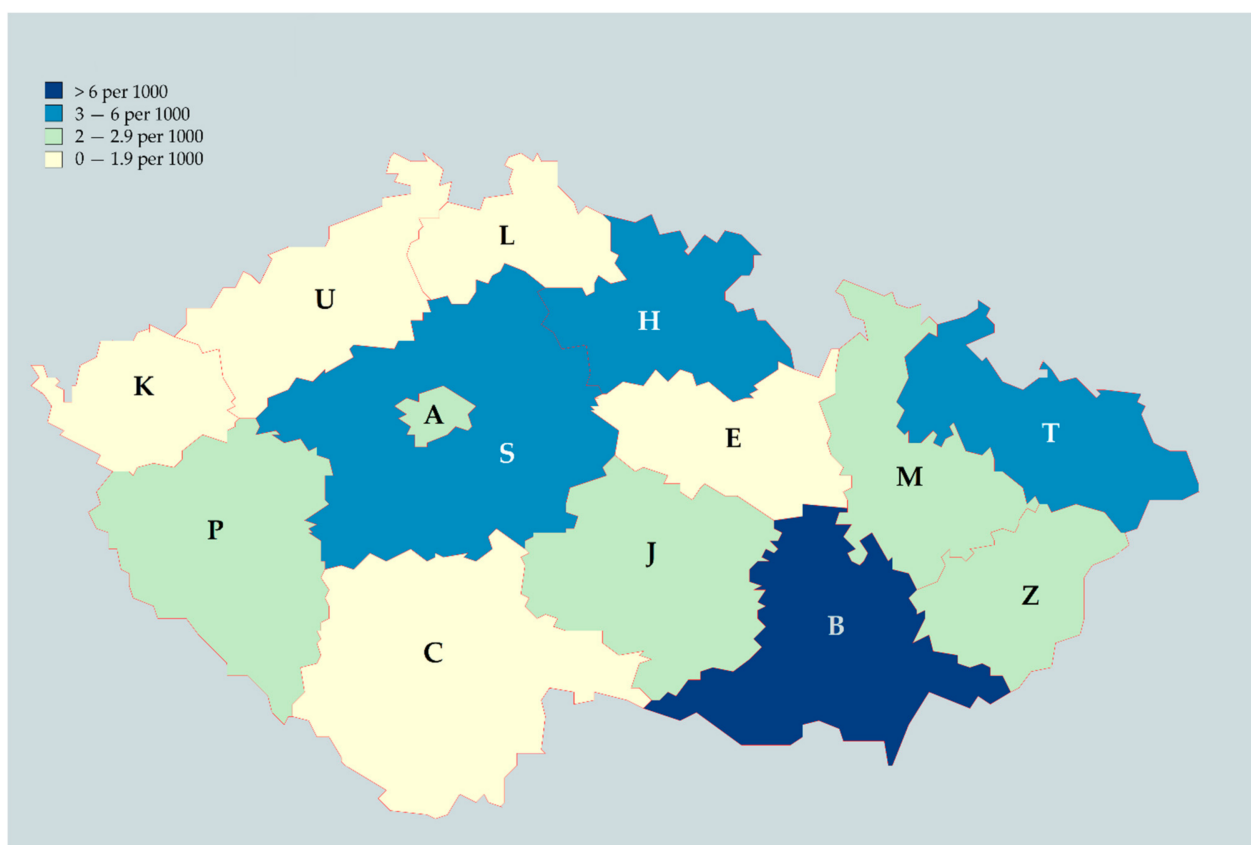 > 6 per 1000
3 – 6 per 1000
2 – 2.9 per 1000
0 – 1.9 per 1000
L
U
H
K
A
E
T
S
M
P
J
Z
B
C